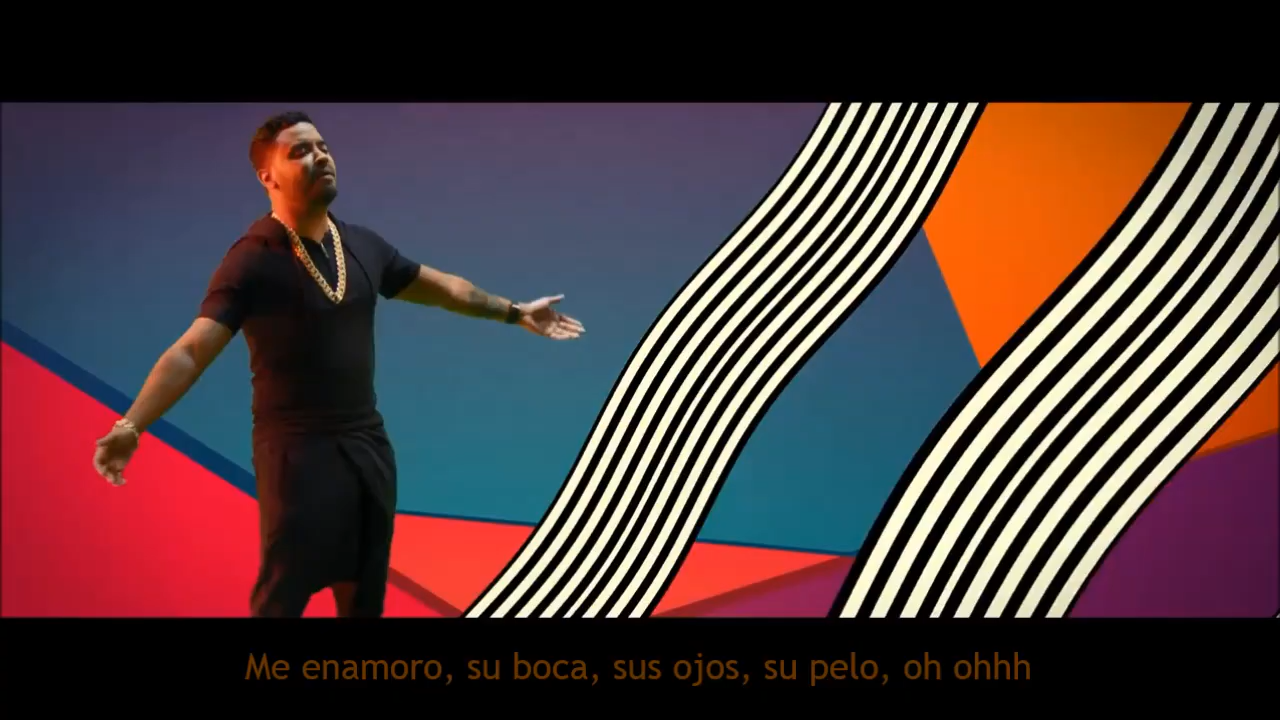 Me enamoro, su boca, sus ojos, su pelo, oh ohhh